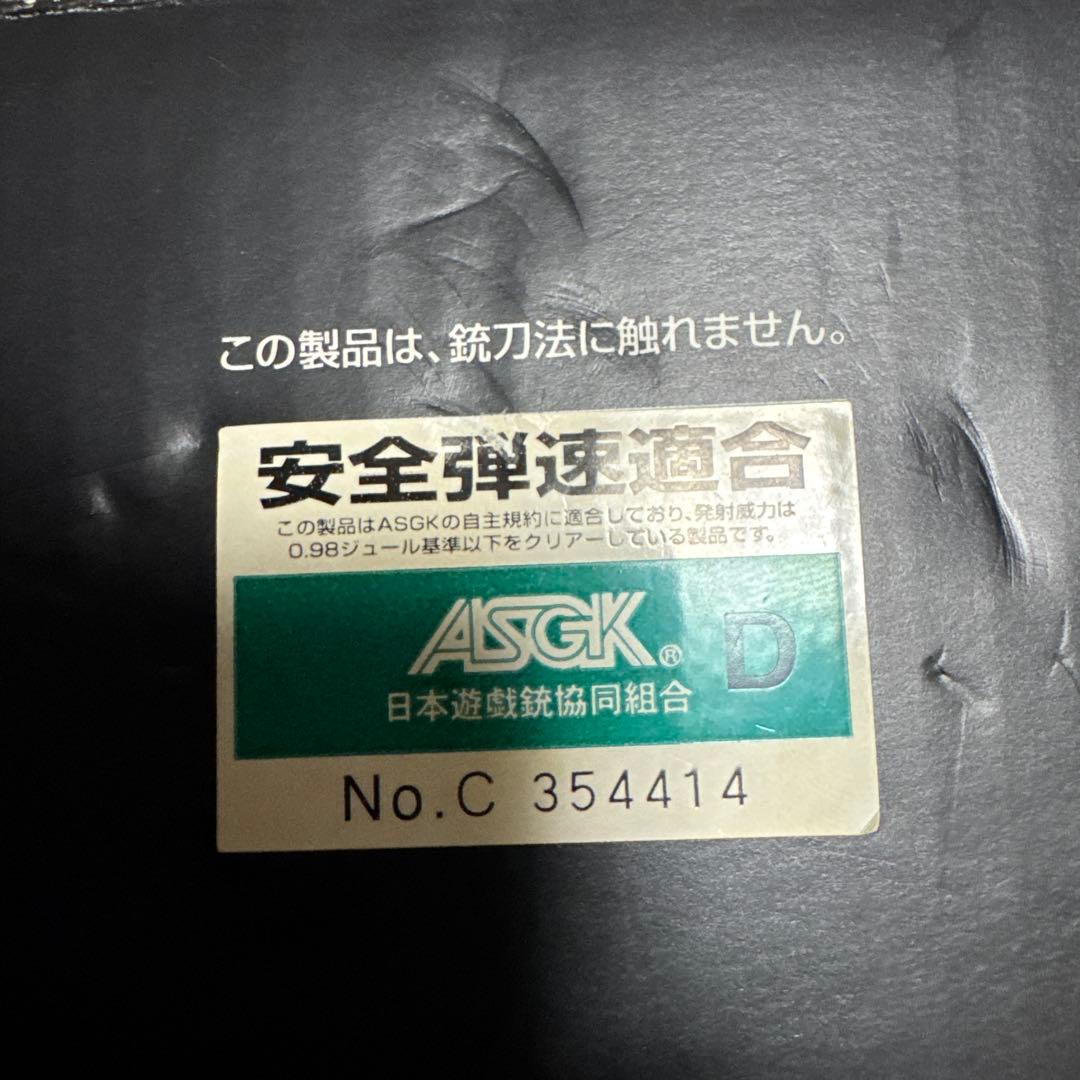 この製品は、銃刀法に触れません。
安全弾速適合
この製品はASGKの自主規約に適合しており、発射威力は
0.98ジュール基準以下をクリアーしている製品です。
ASGK® D
日本遊戯銃協同組合
No.C 354414